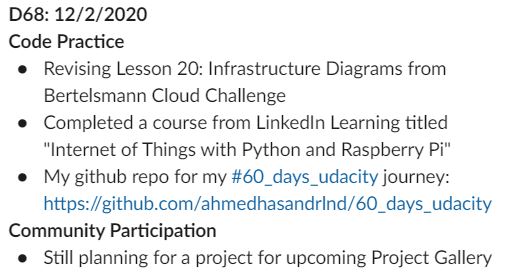 D68: 12/2/2020
Code Practice
● Revising Lesson 20: Infrastructure Diagrams from
Bertelsmann Cloud Challenge
● Completed a course from LinkedIn Learning titled
"Internet of Things with Python and Raspberry Pi"
● My github repo for my #60_days_udacity journey:
https://github.com/ahmedhasandrlnd/60_days_udacity
Community Participation
● Still planning for a project for upcoming Project Gallery